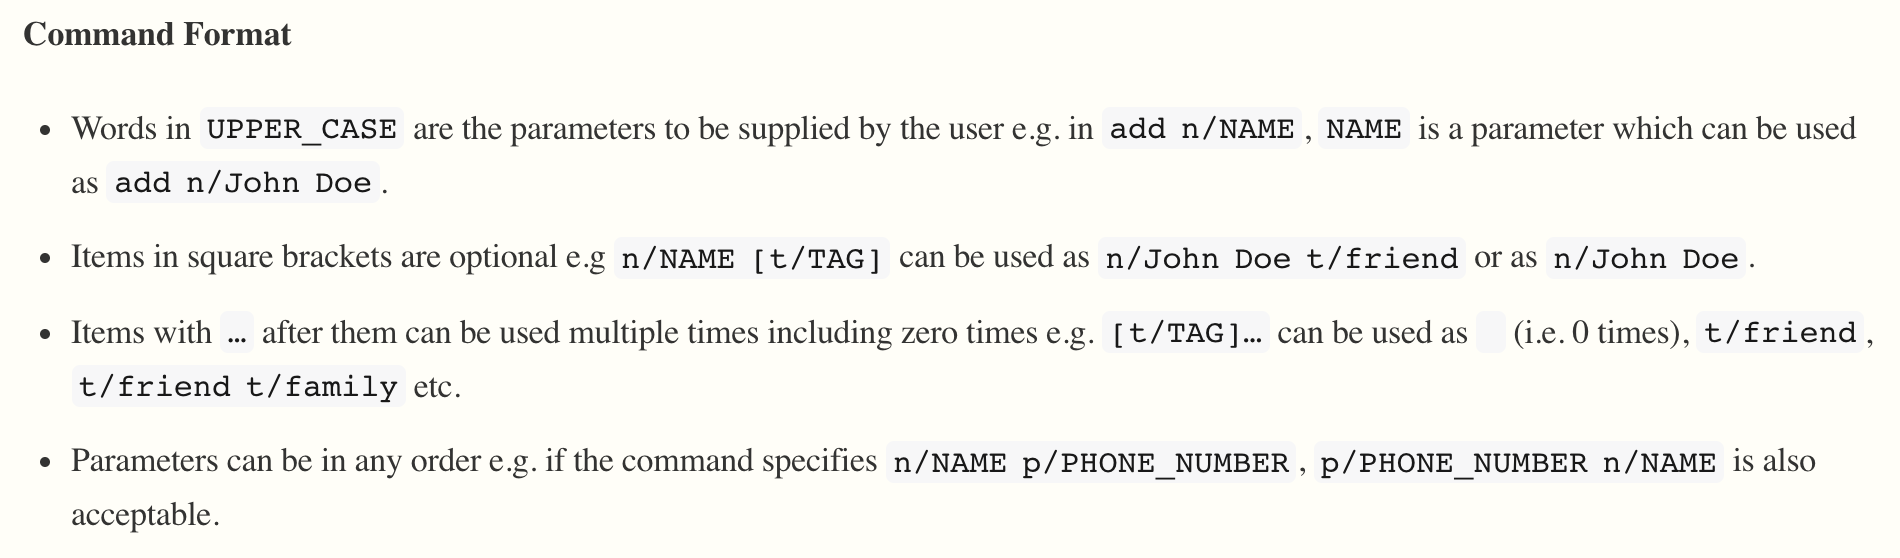 Command Format
Words in UPPER_CASE are the parameters to be supplied by the user e.g. in add n/NAME , NAME is a parameter which can be used
as add n/John Doe .
Items in square brackets are optional e.g n/NAME [t/TAG] can be used as n/John Doe t/friend or as n/John Doe .
Items with … after them can be used multiple times including zero times e.g. [t/TAG]… can be used as   (i.e. 0 times), t/friend ,
t/friend t/family etc.
Parameters can be in any order e.g. if the command specifies n/NAME p/PHONE_NUMBER , p/PHONE_NUMBER n/NAME is also
acceptable.